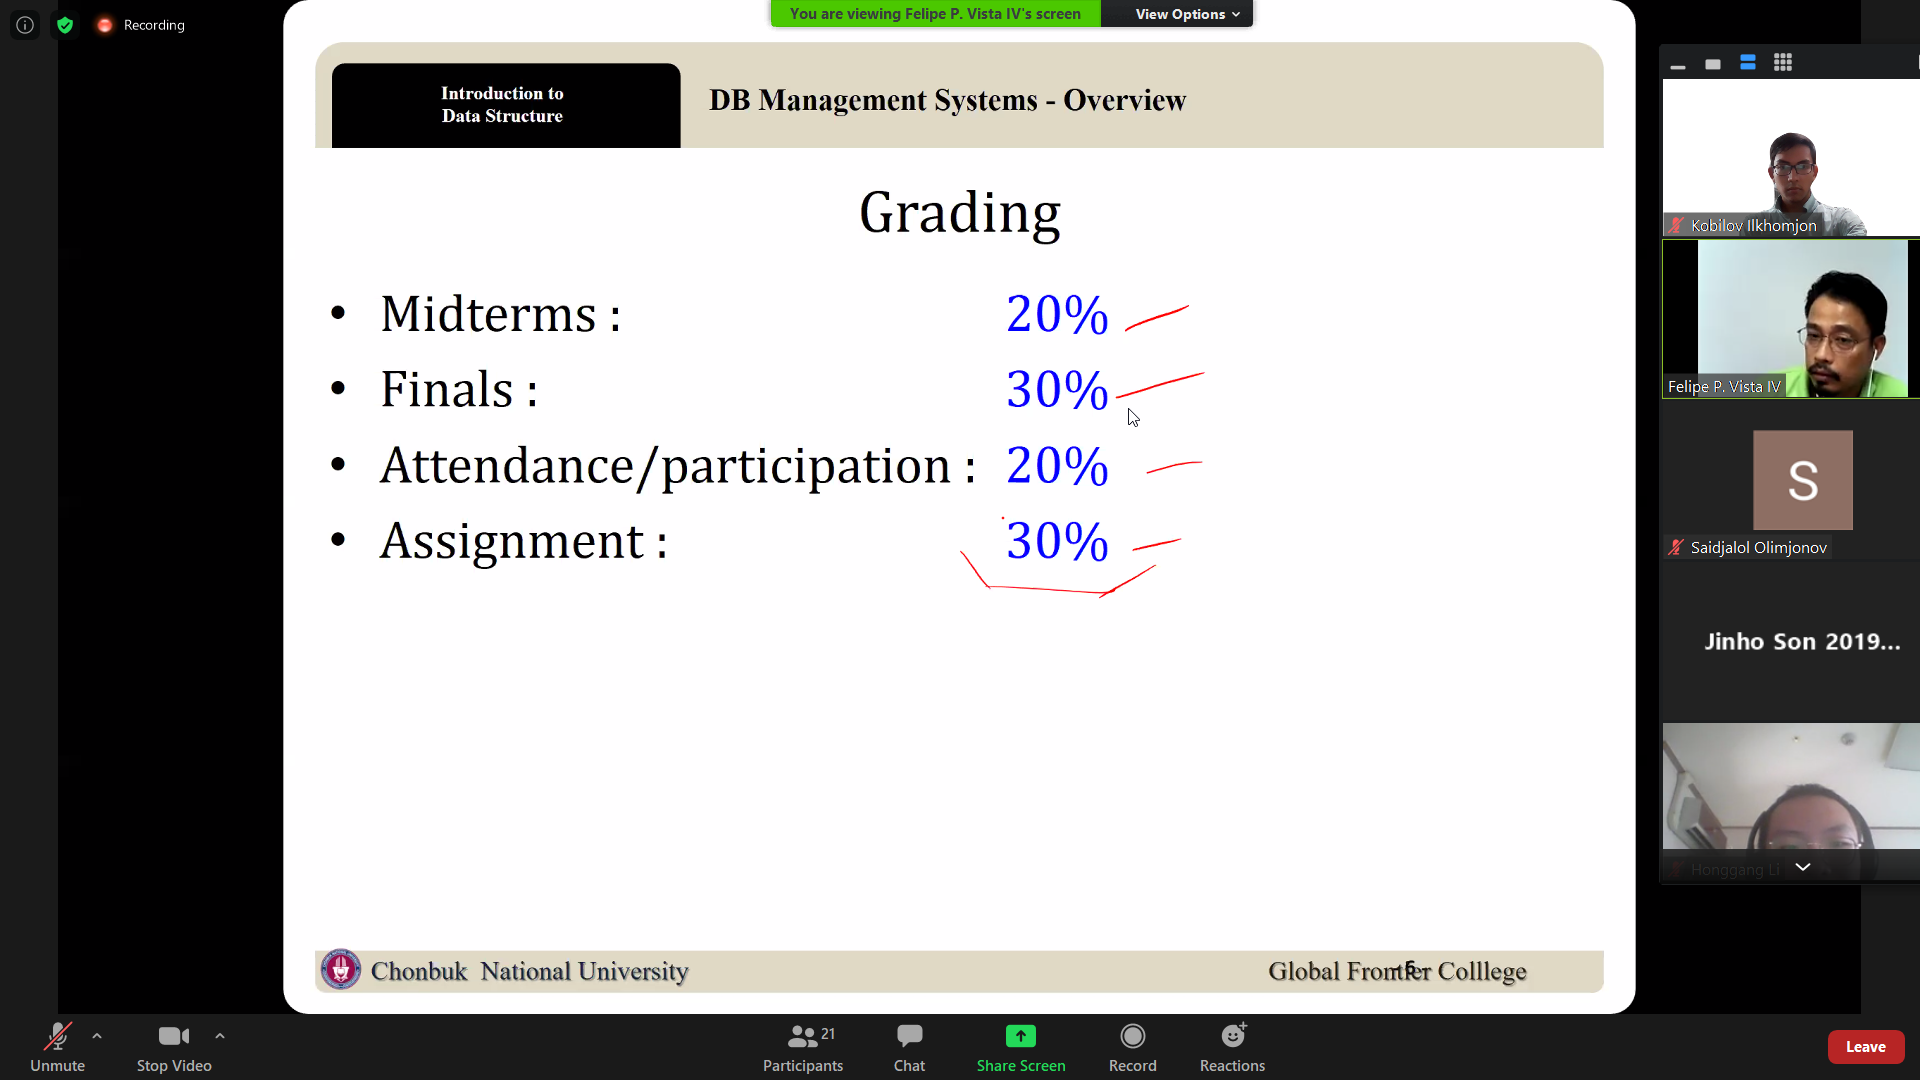 Recording
You are viewing Felipe P. Vista IV's screen
View Options
Introduction to
Data Structure
DB Management Systems - Overview
Grading
• Midterms : 20%
• Finals : 30%
• Attendance/participation : 20%
• Assignment : 30%
Chonbuk National University
Global Frontier Colllege
- 6 -
Kobilov Ilkhomjon
Felipe P. Vista IV
S
Saidjalol Olimjonov
Jinho Son 2019...
Honggang Li
Unmute
Stop Video
21
Participants
Chat
Share Screen
Record
Reactions
Leave